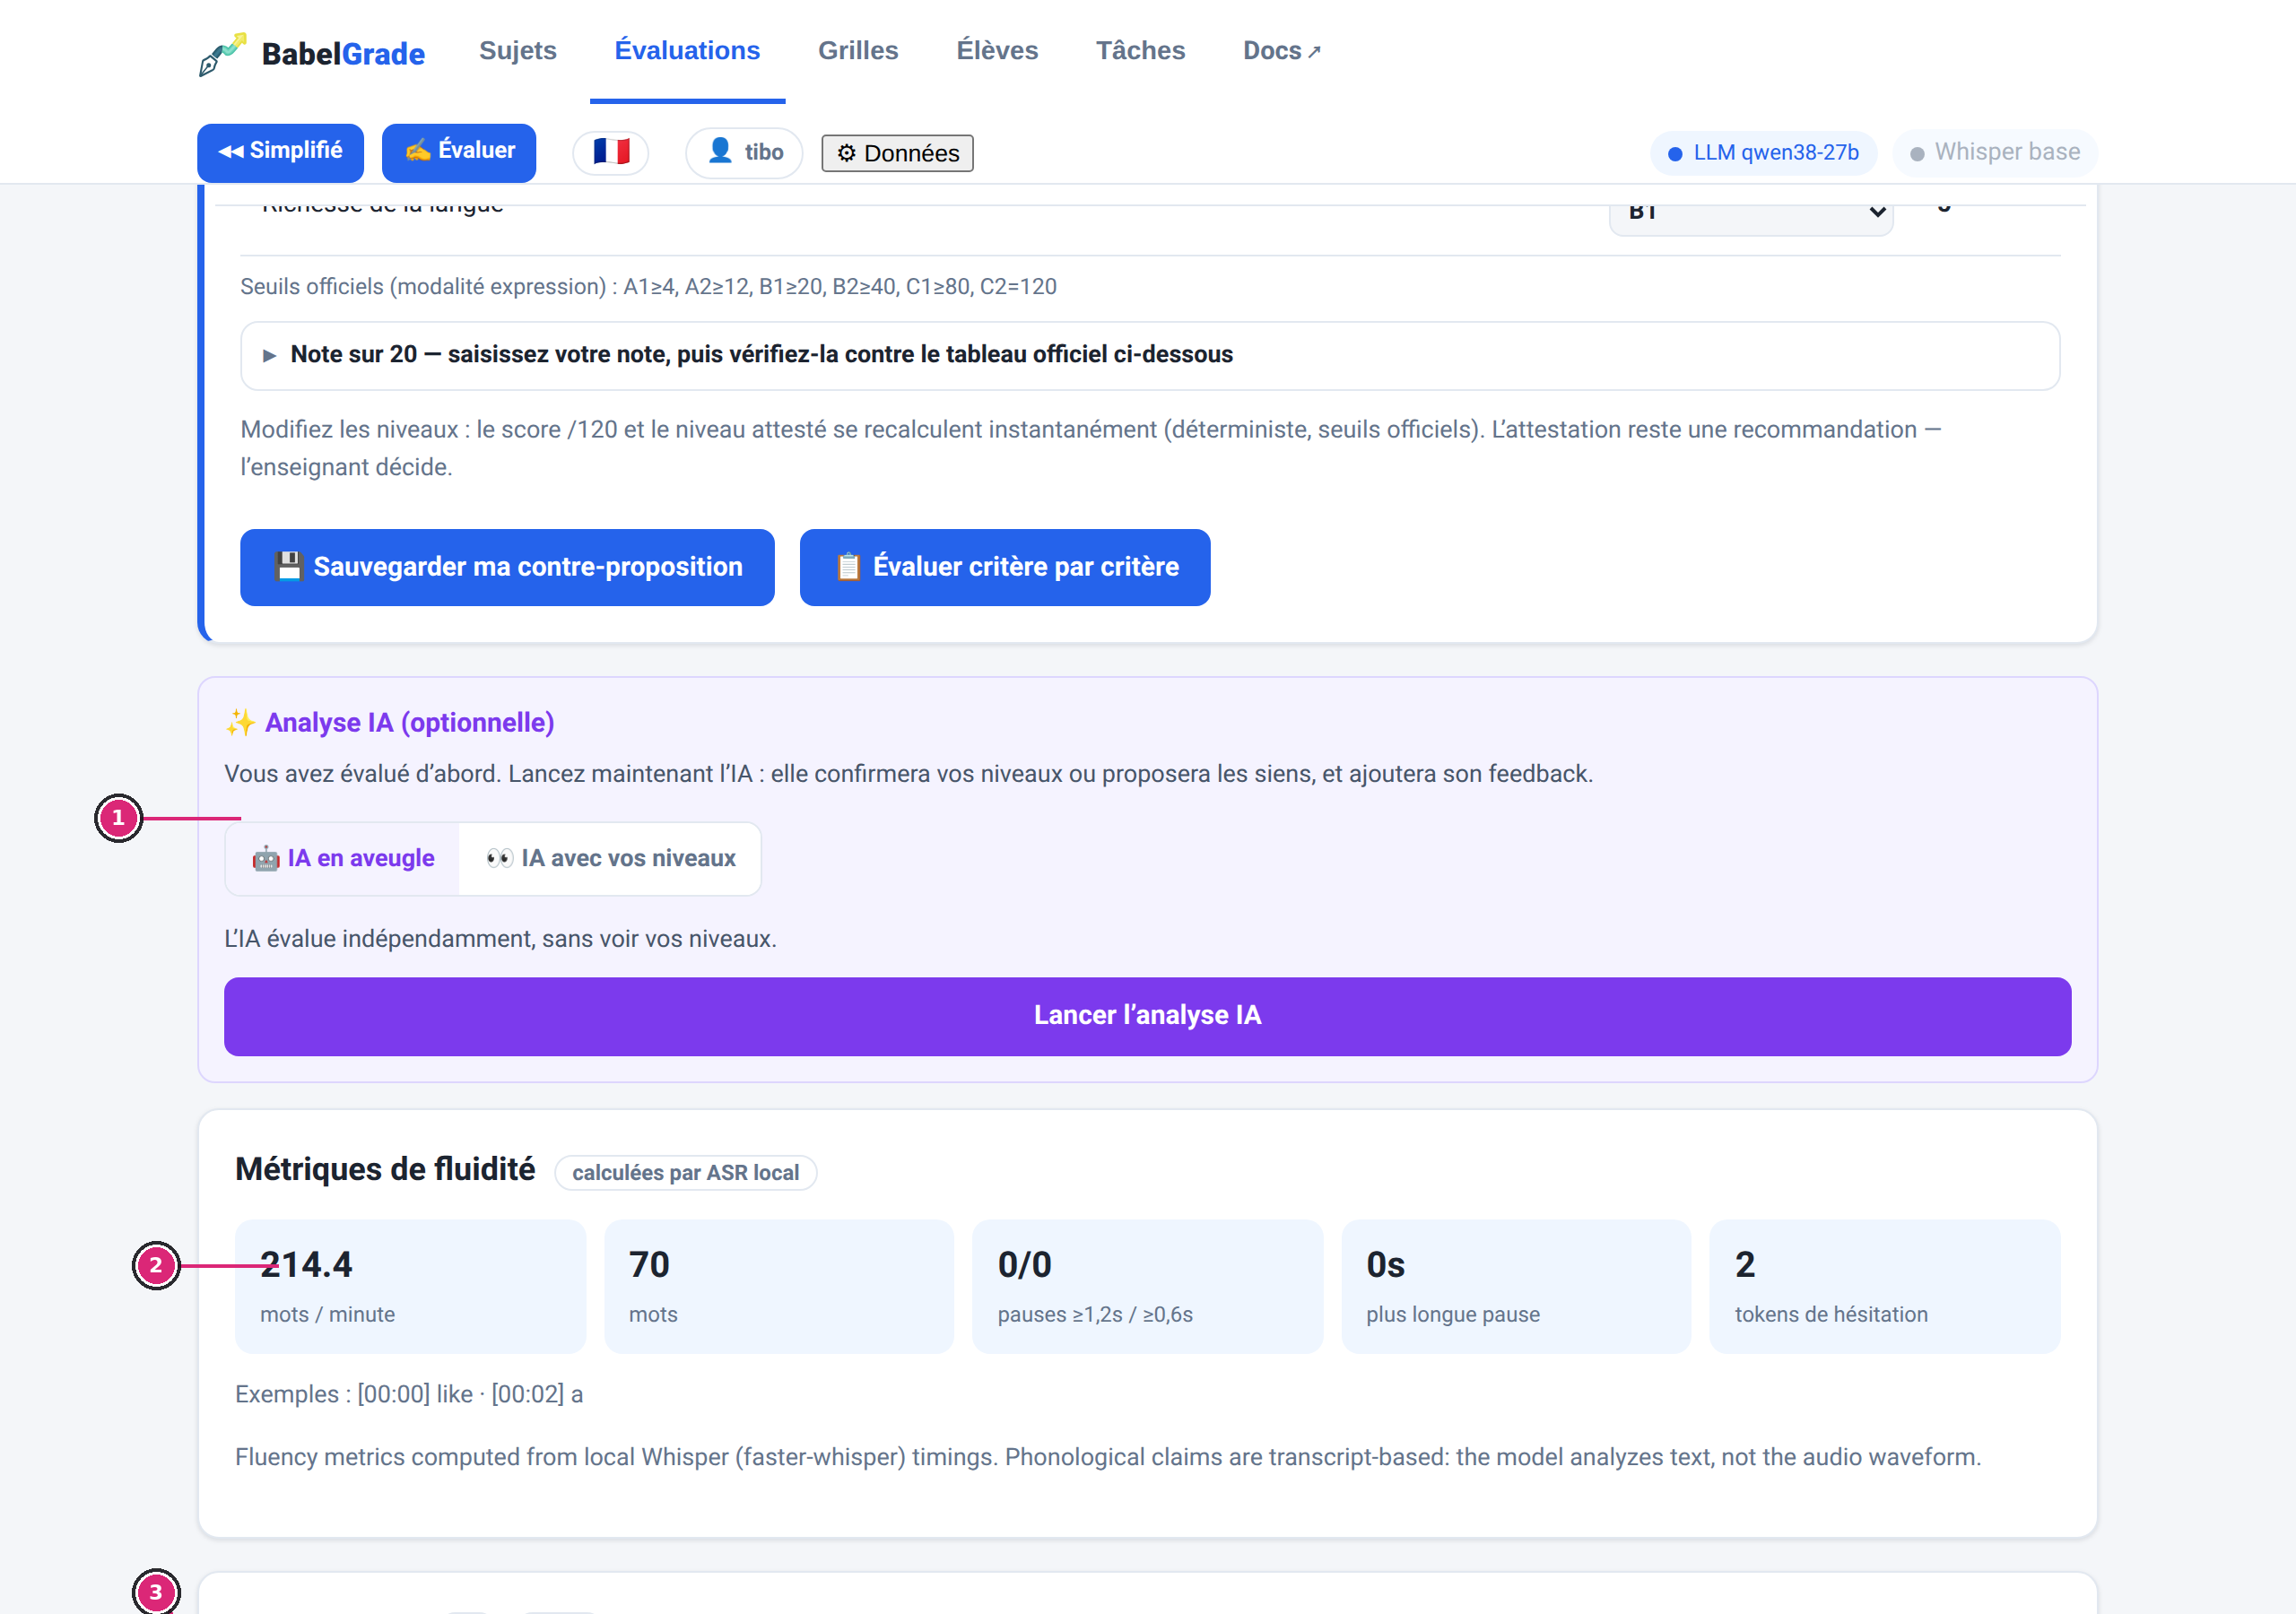 BabelGrade
Sujets
Évaluations
Grilles
Élèves
Tâches
Docs ↗
◀◀ Simplifié
✍️ Évaluer
👤 tibo
⚙ Données
LLM qwen38-27b
Whisper base
Richesse de la langue
B1
Seuils officiels (modalité expression) : A1≥4, A2≥12, B1≥20, B2≥40, C1≥80, C2=120
▶ Note sur 20 — saisissez votre note, puis vérifiez-la contre le tableau officiel ci-dessous
Modifiez les niveaux : le score /120 et le niveau attesté se recalculent instantanément (déterministe, seuils officiels). L’attestation reste une recommandation —
l’enseignant décide.
💾 Sauvegarder ma contre-proposition
📋 Évaluer critère par critère
✨ Analyse IA (optionnelle)
Vous avez évalué d’abord. Lancez maintenant l’IA : elle confirmera vos niveaux ou proposera les siens, et ajoutera son feedback.
1
🤖 IA en aveugle
👀 IA avec vos niveaux
L’IA évalue indépendamment, sans voir vos niveaux.
Lancer l’analyse IA
Métriques de fluidité
calculées par ASR local
2
214.4
mots / minute
70
mots
0/0
pauses ≥1,2s / ≥0,6s
0s
plus longue pause
2
tokens de hésitation
Exemples : [00:00] like · [00:02] a
Fluency metrics computed from local Whisper (faster-whisper) timings. Phonological claims are transcript-based: the model analyzes text, not the audio waveform.
3